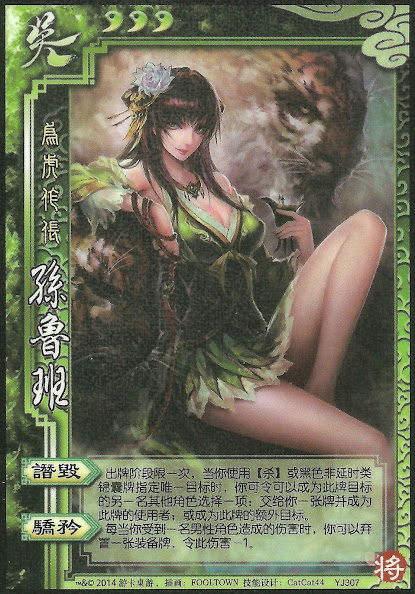 吴
為虎作倀
孫魯班
譖毀
出牌阶段限一次，当你使用【杀】或黑色非延时类
锦囊牌指定唯一目标时，你可令可以成为此牌目标
的另一名其他角色选择一项：交给你一张牌并成为
此牌的使用者；或成为此牌的额外目标。
驕矜
每当你受到一名男性角色造成的伤害时，你可以弃
置一张装备牌，令此伤害-1。
将
™&© 2014 游卡桌游．插画：FOOLTOWN 技能设计：CatCat44 YJ307